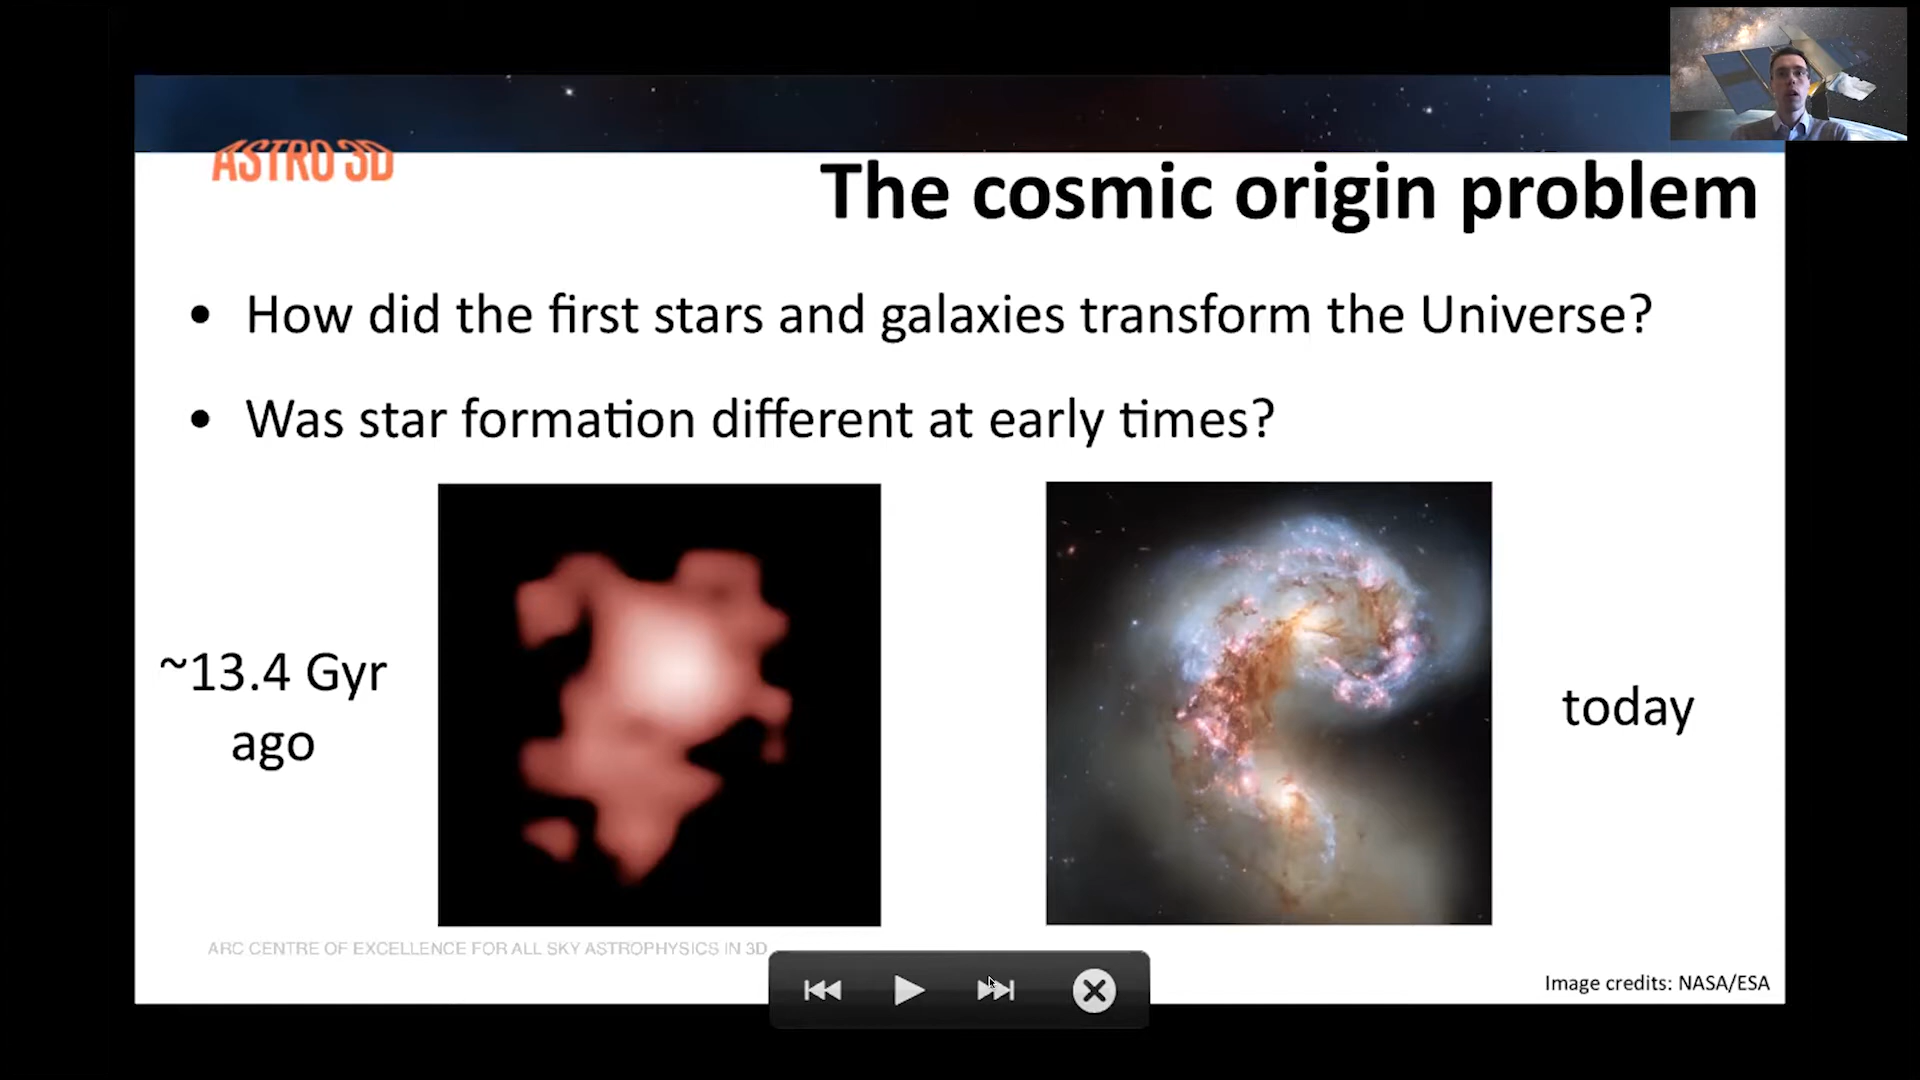 ASTRO 3D
The cosmic origin problem
• How did the first stars and galaxies transform the Universe?
• Was star formation different at early times?
~13.4 Gyr
ago
today
ARC CENTRE OF EXCELLENCE FOR ALL SKY ASTROPHYSICS IN 3D
Image credits: NASA/ESA